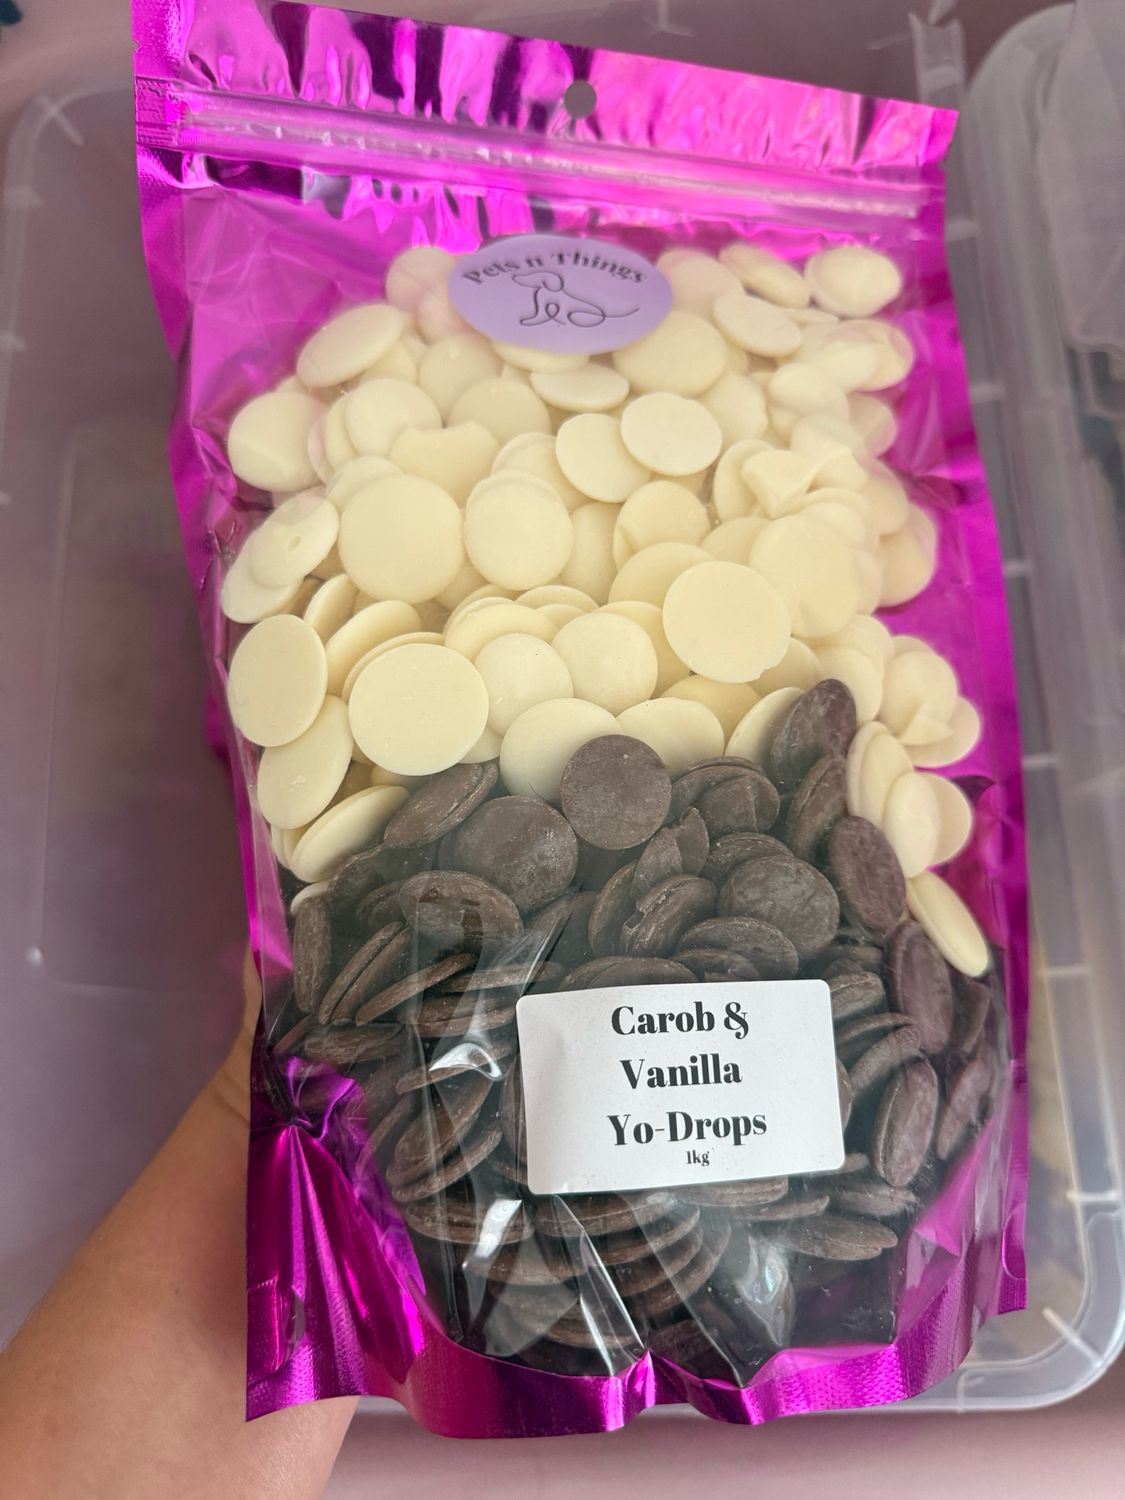 Pets n Things
Carob &
Vanilla
Yo-Drops
1kg